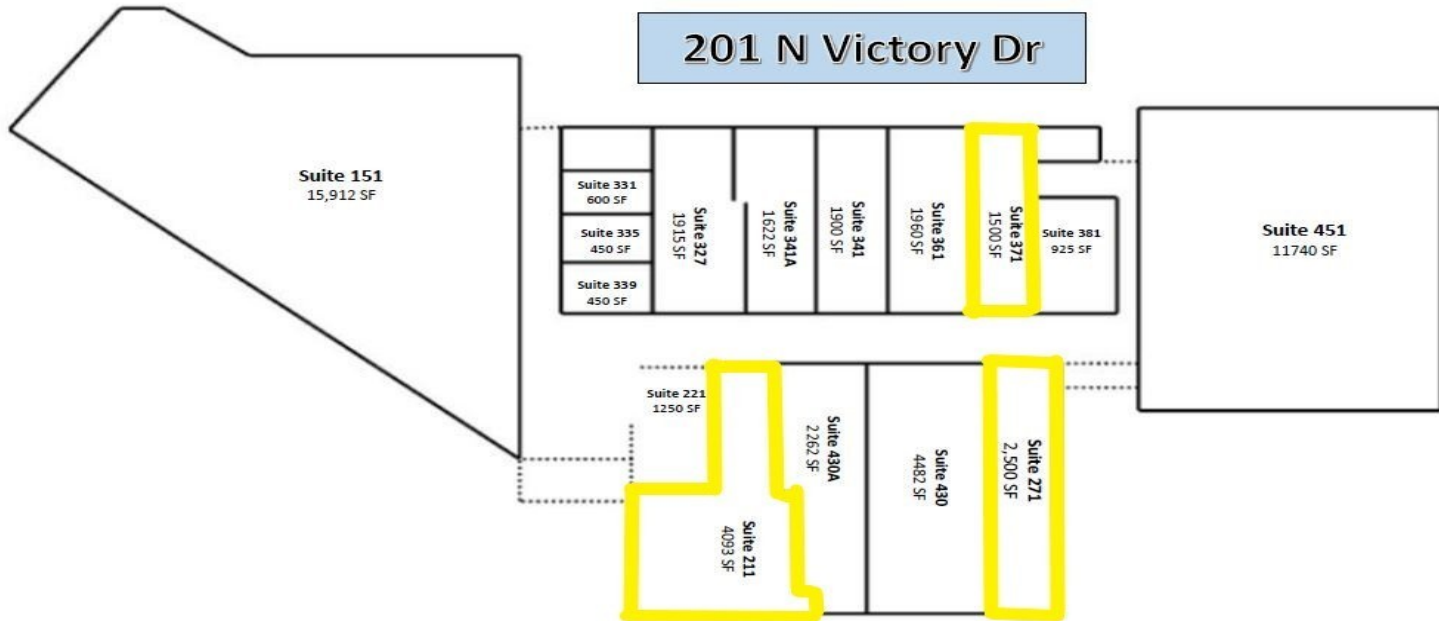 201 N Victory Dr
Suite 151
15,912 SF
Suite 331
600 SF
Suite 335
450 SF
Suite 339
450 SF
Suite 327
1915 SF
Suite 341A
1622 SF
Suite 341
1900 SF
Suite 361
1960 SF
Suite 371
1500 SF
Suite 381
925 SF
Suite 451
11740 SF
Suite 221
1250 SF
Suite 211
4093 SF
Suite 430A
2262 SF
Suite 430
4482 SF
Suite 271
2,500 SF